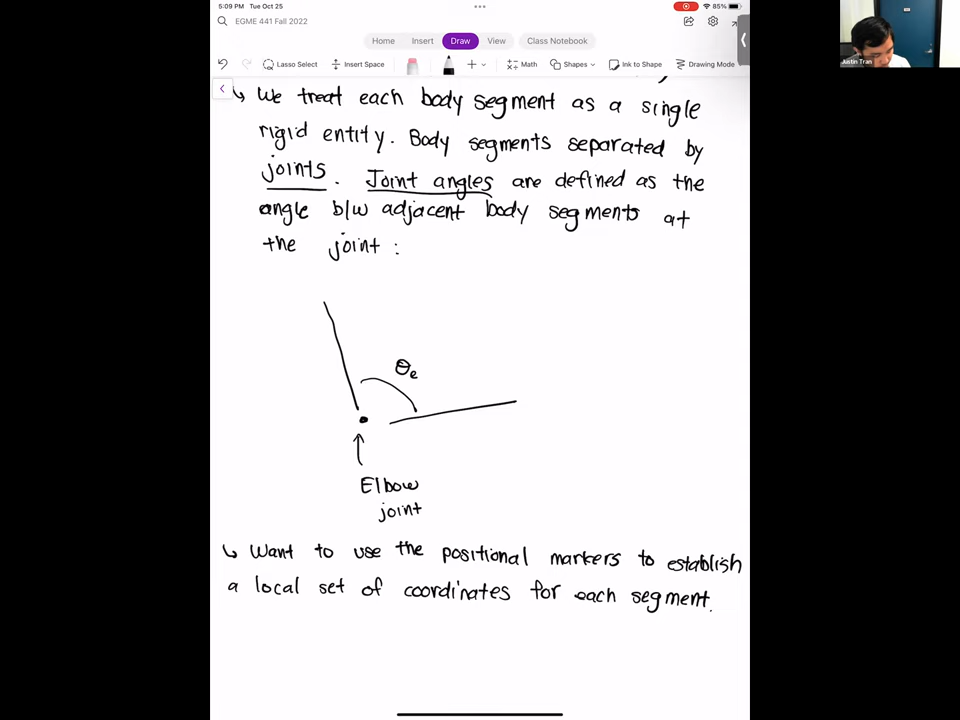 5:09 PM Tue Oct 25
85%
EGME 441 Fall 2022
Home Insert Draw View Class Notebook
Lasso Select Insert Space Math Shapes Ink to Shape Drawing Mode
Justin Tran
↳ We treat each body segment as a single
rigid entity. Body segments separated by
joints. Joint angles are defined as the
angle b/w adjacent body segments at
the joint :
θe
Elbow
joint
↳ Want to use the positional markers to establish
a local set of coordinates for each segment.